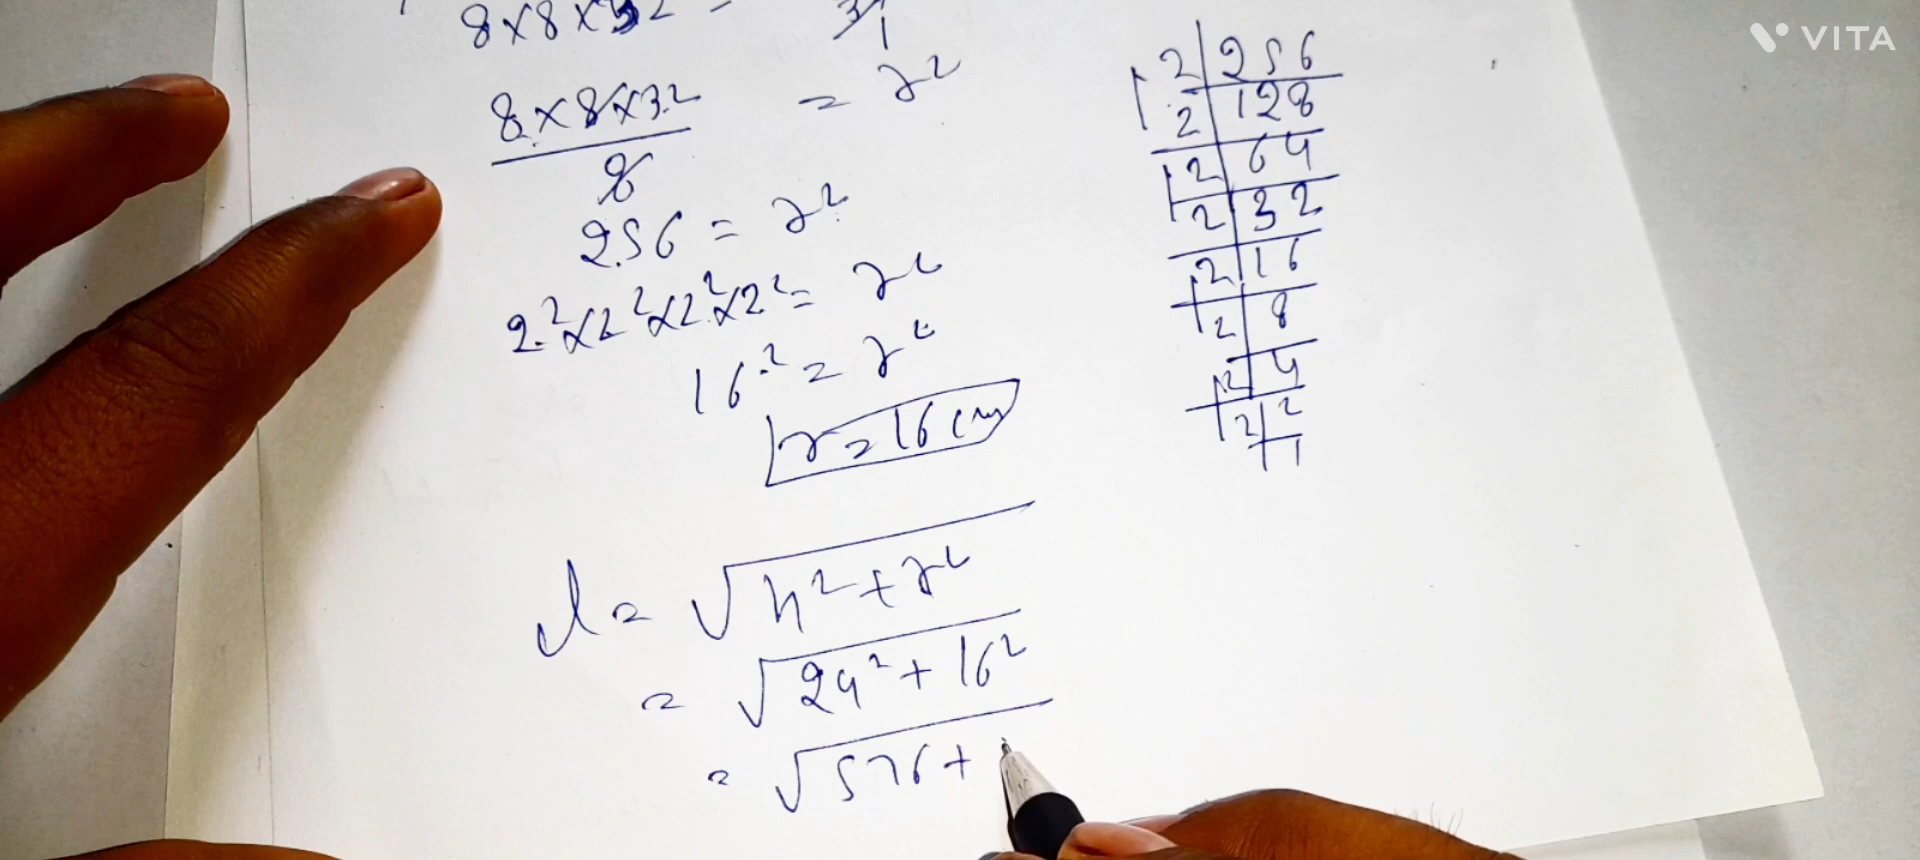 8×8×32 =
8×8×32 = r²
8
256 = r²
2²×2²×2²×2² = r²
16² = r²
r = 16 cm
l = √h² + r²
= √24² + 16²
= √576 +
2 256
2 128
2 64
2 32
2 16
2 8
2 4
2 2
1
VITA